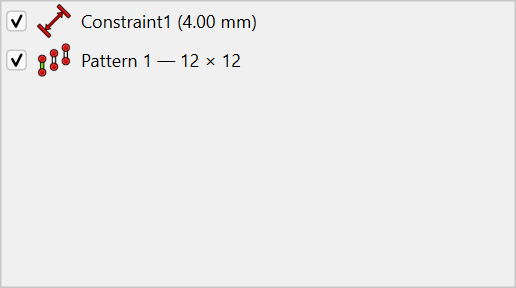 Constraint1 (4.00 mm)
Pattern 1 — 12 × 12